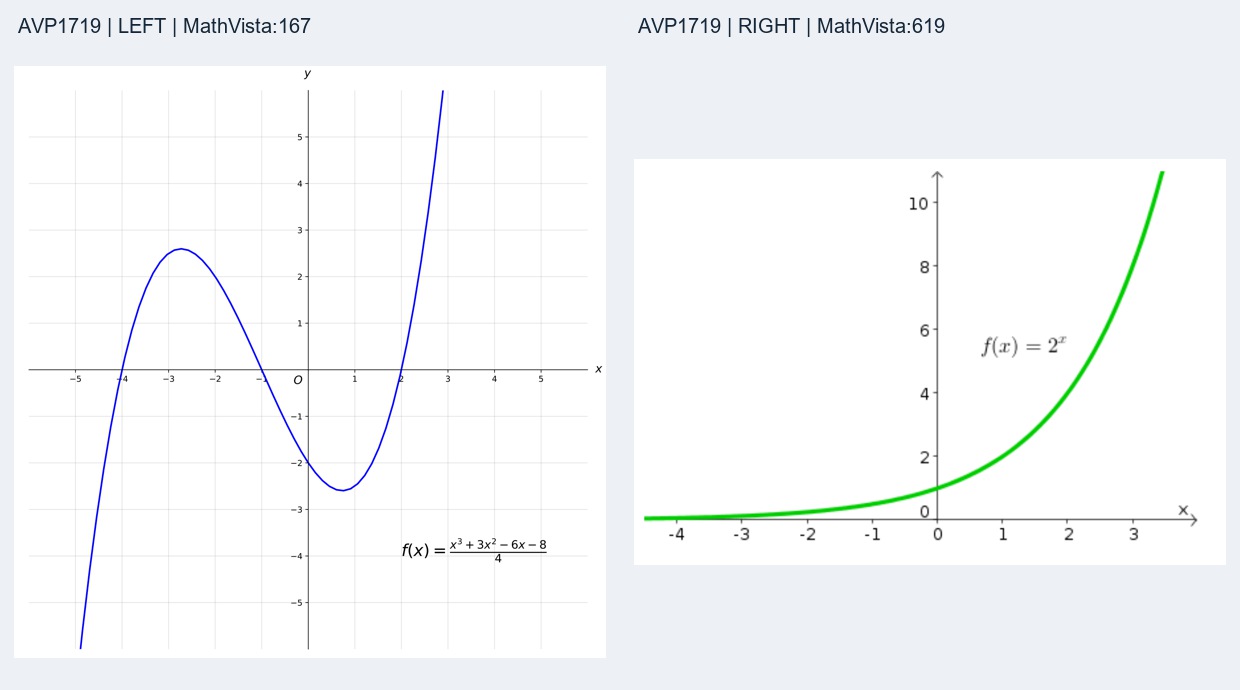 AVP1719 | LEFT | MathVista:167
AVP1719 | RIGHT | MathVista:619
y
5
4
3
2
1
−5 −4 −3 −2 −1 O 1 2 3 4 5 x
−1
−2
−3
−4
−5
f(x) = \frac{x³ + 3x² − 6x − 8}{4}
10
8
6
f(x) = 2^x
4
2
0
x
-4 -3 -2 -1 0 1 2 3